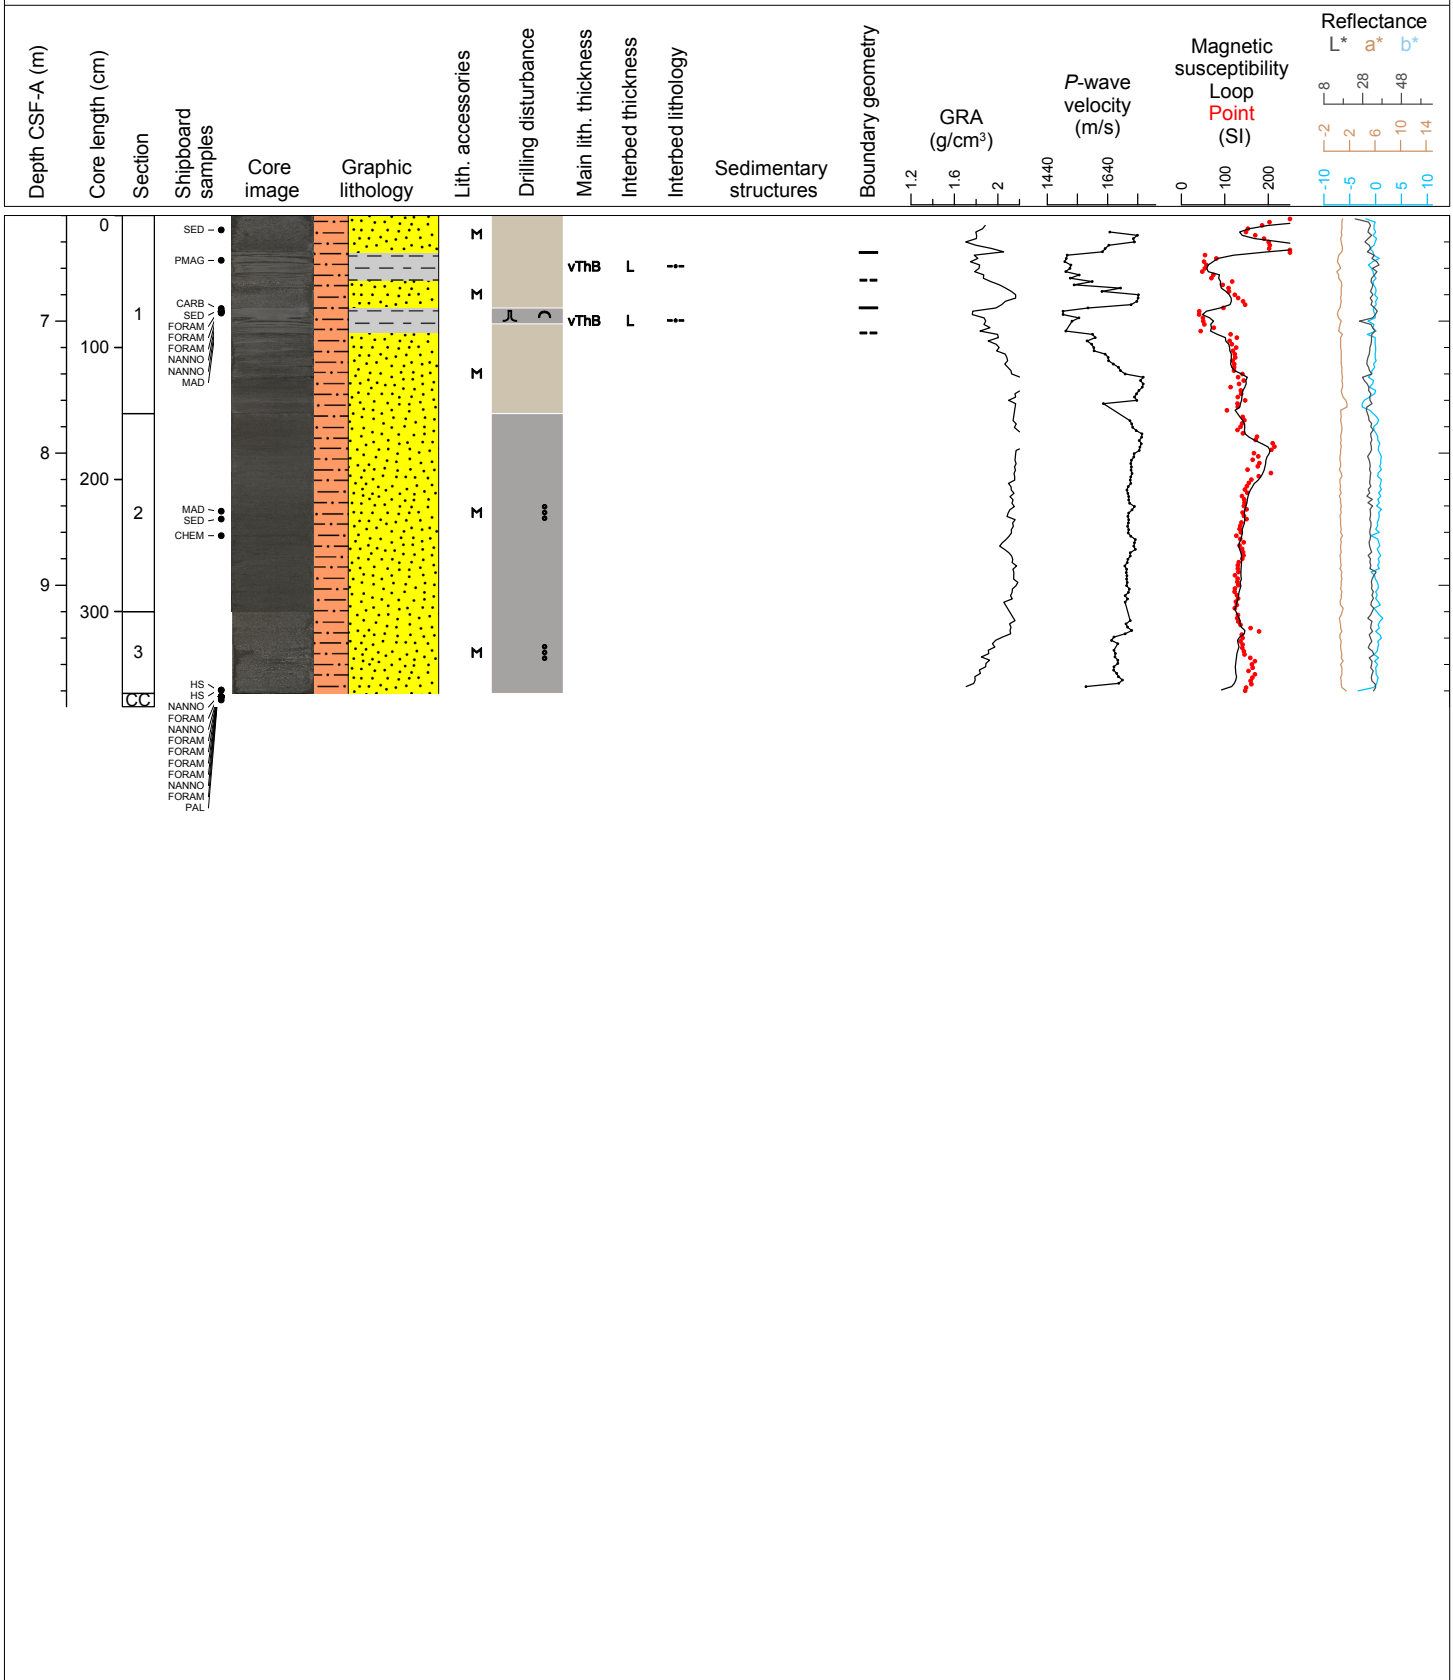 Depth CSF-A (m)
Core length (cm)
Section
Shipboard
samples
Core
image
Graphic
lithology
Lith. accessories
Drilling disturbance
Main lith. thickness
Interbed thickness
Interbed lithology
Sedimentary
structures
Boundary geometry
GRA
(g/cm³)
1.2
1.6
2
P-wave
velocity
(m/s)
1440
1640
Magnetic
susceptibility
Loop
Point
(SI)
0
100
200
Reflectance
L* a* b*
8
28
48
-2
2
6
10
14
-10
-5
0
5
10
7
8
9
0
100
200
300
1
2
3
CC
SED
PMAG
CARB
SED
FORAM
FORAM
FORAM
NANNO
NANNO
MAD
MAD
SED
CHEM
HS
HS
NANNO
FORAM
NANNO
FORAM
FORAM
FORAM
FORAM
NANNO
FORAM
PAL
M
M
M
M
M
vThB L
vThB L